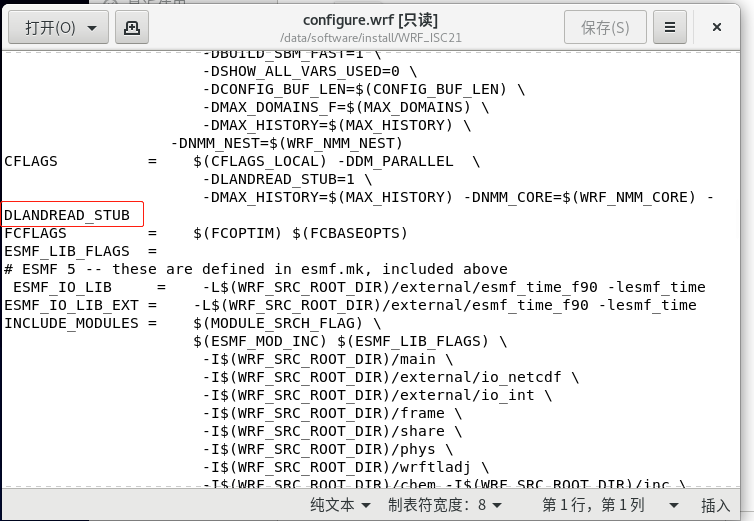 打开(O)
configure.wrf [只读]
/data/software/install/WRF_ISC21
保存(S)
-DBUILD_SBM_FAST=1 \
-DSHOW_ALL_VARS_USED=0 \
-DCONFIG_BUF_LEN=$(CONFIG_BUF_LEN) \
-DMAX_DOMAINS_F=$(MAX_DOMAINS) \
-DMAX_HISTORY=$(MAX_HISTORY) \
-DNMM_NEST=$(WRF_NMM_NEST)
CFLAGS = $(CFLAGS_LOCAL) -DDM_PARALLEL \
-DLANDREAD_STUB=1 \
-DMAX_HISTORY=$(MAX_HISTORY) -DNMM_CORE=$(WRF_NMM_CORE) -
DLANDREAD_STUB
FCFLAGS = $(FCOPTIM) $(FCBASEOPTS)
ESMF_LIB_FLAGS =
# ESMF 5 -- these are defined in esmf.mk, included above
ESMF_IO_LIB = -L$(WRF_SRC_ROOT_DIR)/external/esmf_time_f90 -lesmf_time
ESMF_IO_LIB_EXT = -L$(WRF_SRC_ROOT_DIR)/external/esmf_time_f90 -lesmf_time
INCLUDE_MODULES = $(MODULE_SRCH_FLAG) \
$(ESMF_MOD_INC) $(ESMF_LIB_FLAGS) \
-I$(WRF_SRC_ROOT_DIR)/main \
-I$(WRF_SRC_ROOT_DIR)/external/io_netcdf \
-I$(WRF_SRC_ROOT_DIR)/external/io_int \
-I$(WRF_SRC_ROOT_DIR)/frame \
-I$(WRF_SRC_ROOT_DIR)/share \
-I$(WRF_SRC_ROOT_DIR)/phys \
-I$(WRF_SRC_ROOT_DIR)/wrftladj \
-I$(WRF_SRC_ROOT_DIR)/chem -I$(WRF_SRC_ROOT_DIR)/inc \
纯文本 制表符宽度：8 第 1 行，第 1 列 插入